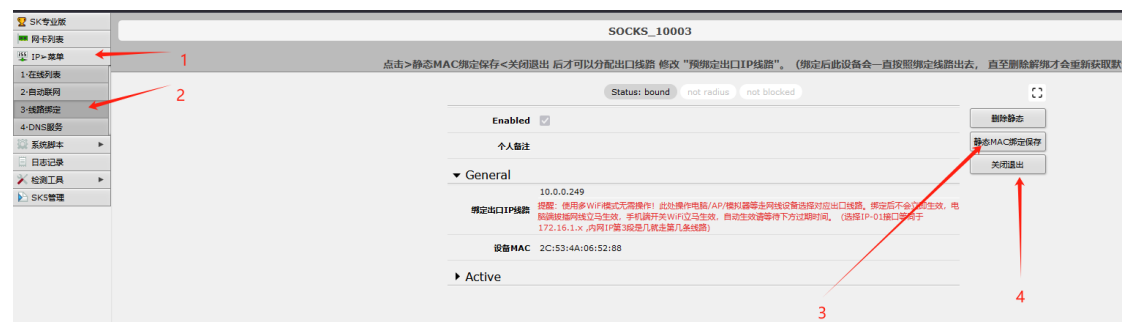 SK专业版
网卡列表
IP➢菜单
1-在线列表
2-自动联网
3-线路绑定
4-DNS服务
系统脚本
日志记录
检测工具
SK5管理
1
2
SOCKS_10003
点击>静态MAC绑定保存<关闭退出 后才可以分配出口线路 修改 "预绑定出口IP线路"。（绑定后此设备会一直按照绑定线路出去， 直至删除解绑才会重新获取默
Status: bound
not radius
not blocked
Enabled
个人备注
General
10.0.0.249
绑定出口IP线路
提醒：使用多WiFi模式无需操作！此处操作电脑/AP/模拟器等走网线设备选择对应出口线路。绑定后不会立即生效，电
脑端拔插网线立马生效，手机端开关WiFi立马生效，自动生效请等待下方过期时间。（选择IP-01接口等同于
172.16.1.x ,内网IP第3段是几就走第几条线路)
设备MAC
2C:53:4A:06:52:88
Active
删除静态
静态MAC绑定保存
关闭退出
3
4